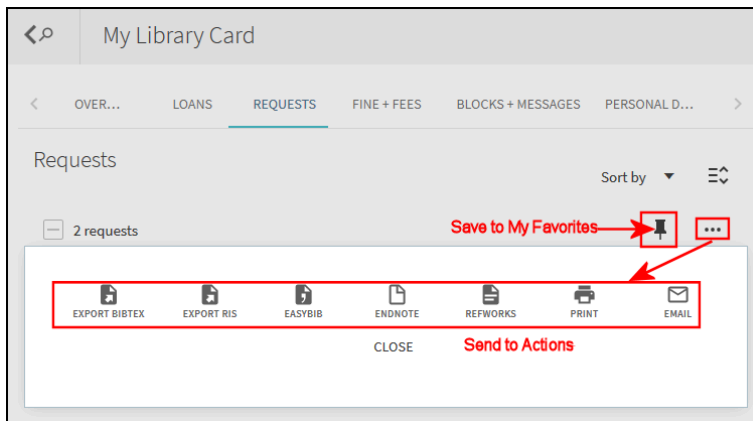 My Library Card
OVER... LOANS REQUESTS FINE + FEES BLOCKS + MESSAGES PERSONAL D...
Requests
Sort by
2 requests Save to My Favorites
EXPORT BIBTEX EXPORT RIS EASYBIB ENDNOTE REFWORKS PRINT EMAIL
CLOSE Send to Actions